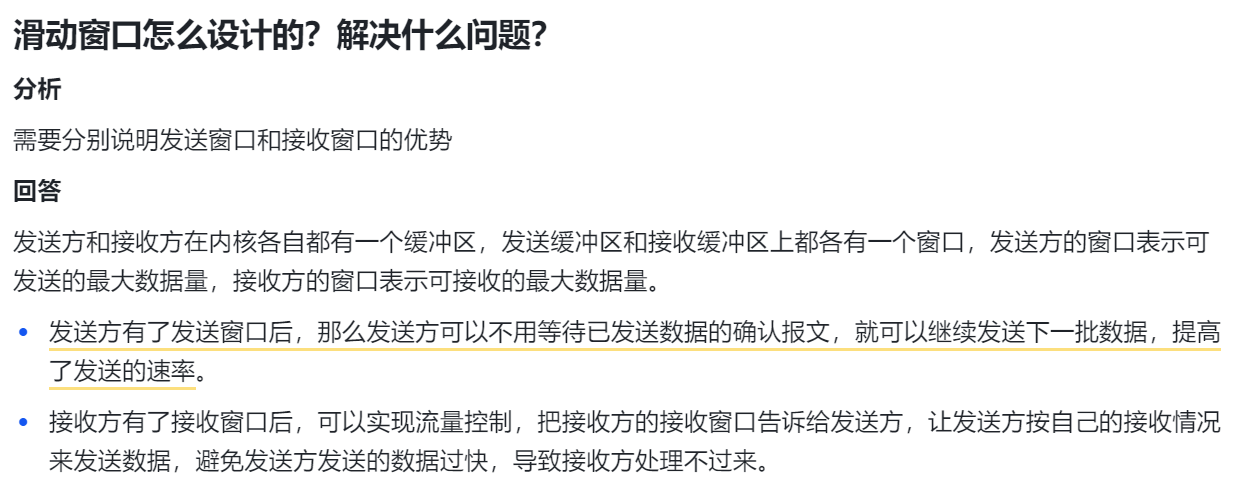 滑动窗口怎么设计的？解决什么问题？
分析
需要分别说明发送窗口和接收窗口的优势
回答
发送方和接收方在内核各自都有一个缓冲区，发送缓冲区和接收缓冲区上都各有一个窗口，发送方的窗口表示可
发送的最大数据量，接收方的窗口表示可接收的最大数据量。
• 发送方有了发送窗口后，那么发送方可以不用等待已发送数据的确认报文，就可以继续发送下一批数据，提高
了发送的速率。
• 接收方有了接收窗口后，可以实现流量控制，把接收方的接收窗口告诉给发送方，让发送方按自己的接收情况
来发送数据，避免发送方发送的数据过快，导致接收方处理不过来。